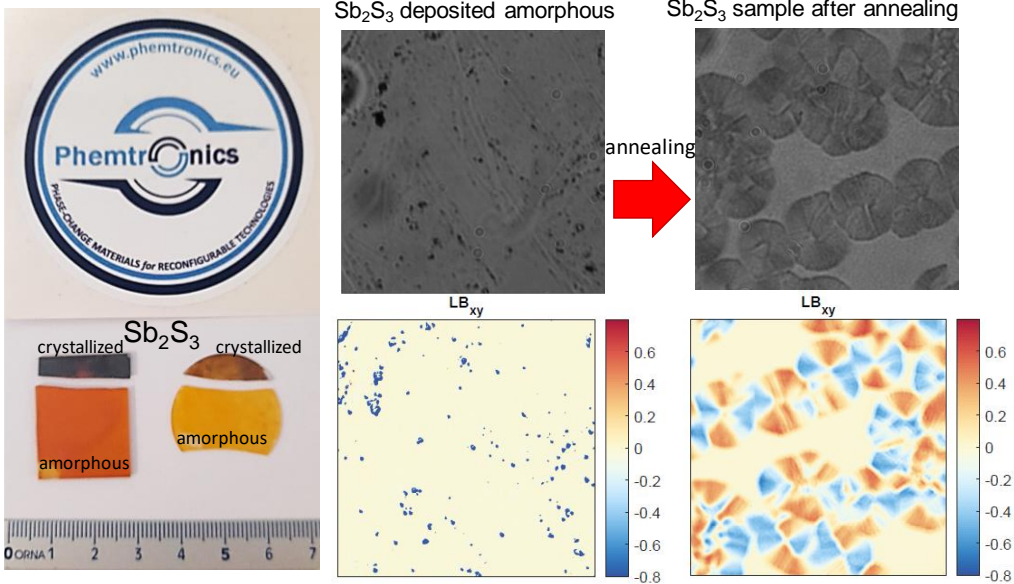 www.phemtronics.eu
Phemtronics
PHASE-CHANGE MATERIALS for RECONFIGURABLE TECHNOLOGIES
Sb2S3
crystallized
crystallized
amorphous
amorphous
0 ORNA 1 2 3 4 5 6 7
Sb2S3 deposited amorphous
Sb2S3 sample after annealing
annealing
LBxy
0.6
0.4
0.2
0
-0.2
-0.4
-0.6
-0.8
LBxy
0.6
0.4
0.2
0
-0.2
-0.4
-0.6
-0.8